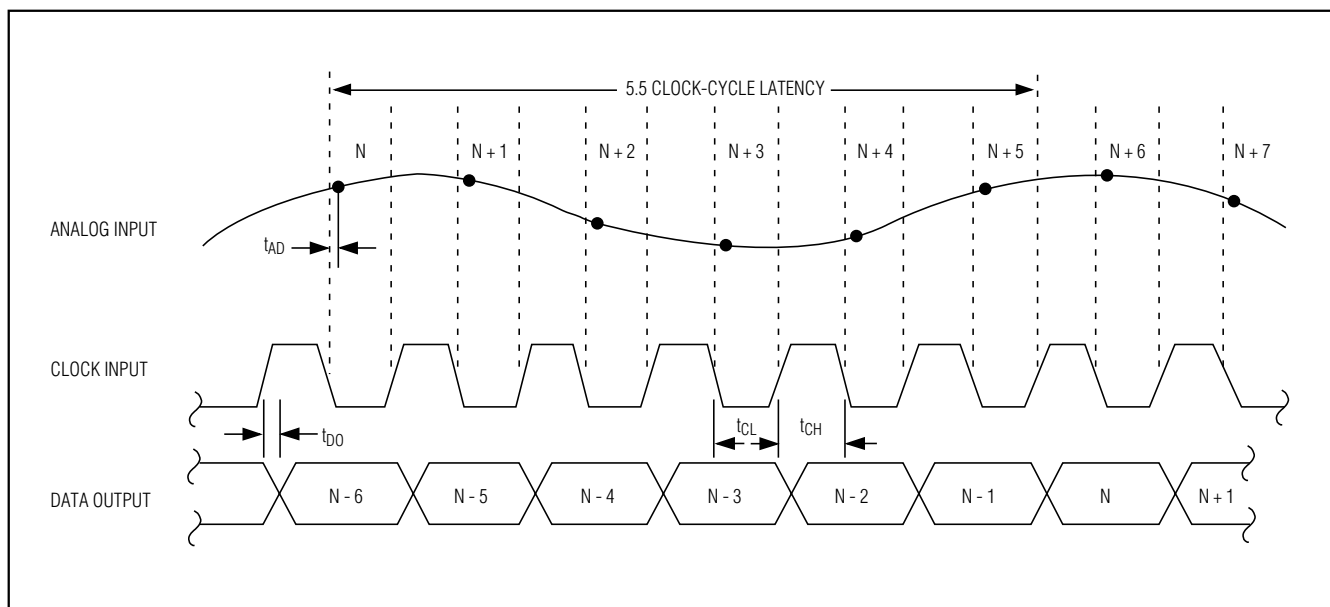 5.5 CLOCK-CYCLE LATENCY
N N + 1 N + 2 N + 3 N + 4 N + 5 N + 6 N + 7
ANALOG INPUT
tAD
CLOCK INPUT
tDO
tCL tCH
DATA OUTPUT N - 6 N - 5 N - 4 N - 3 N - 2 N - 1 N N + 1